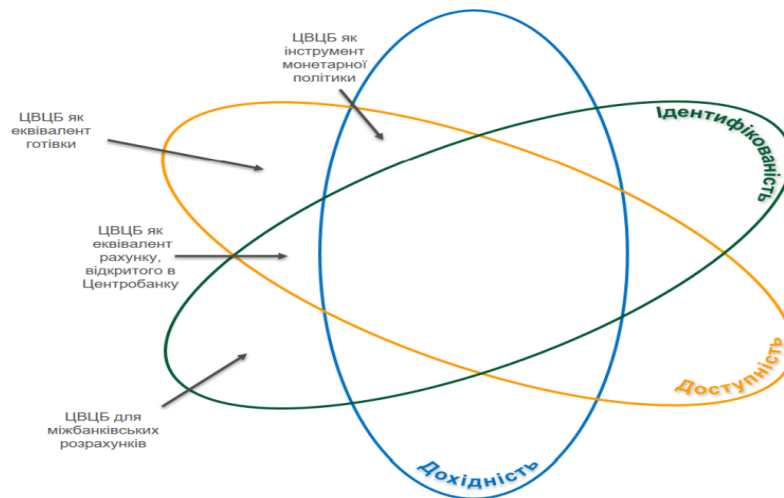 ЦВЦБ як
інструмент
монетарної
політики
ЦВЦБ як
еквівалент
готівки
Ідентифікованість
ЦВЦБ як
еквівалент
рахунку,
відкритого в
Центробанку
Доступність
ЦВЦБ для
міжбанківських
розрахунків
Дохідність